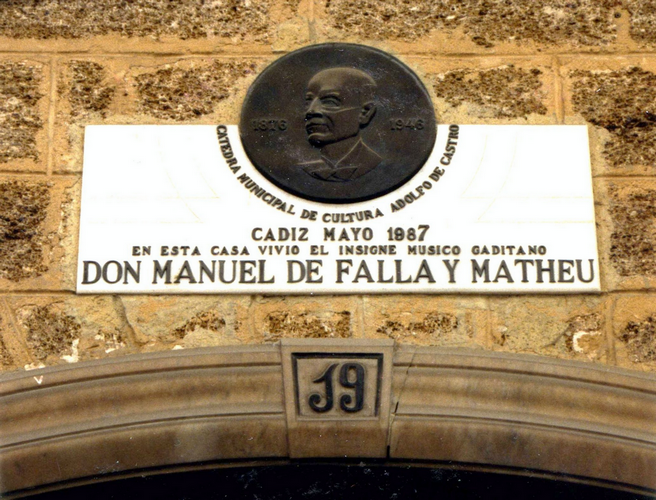 1876 1946
CATEDRA MUNICIPAL DE CULTURA ADOLFO DE CASTRO
CADIZ MAYO 1987
EN ESTA CASA VIVIO EL INSIGNE MUSICO GADITANO
DON MANUEL DE FALLA Y MATHEU
19